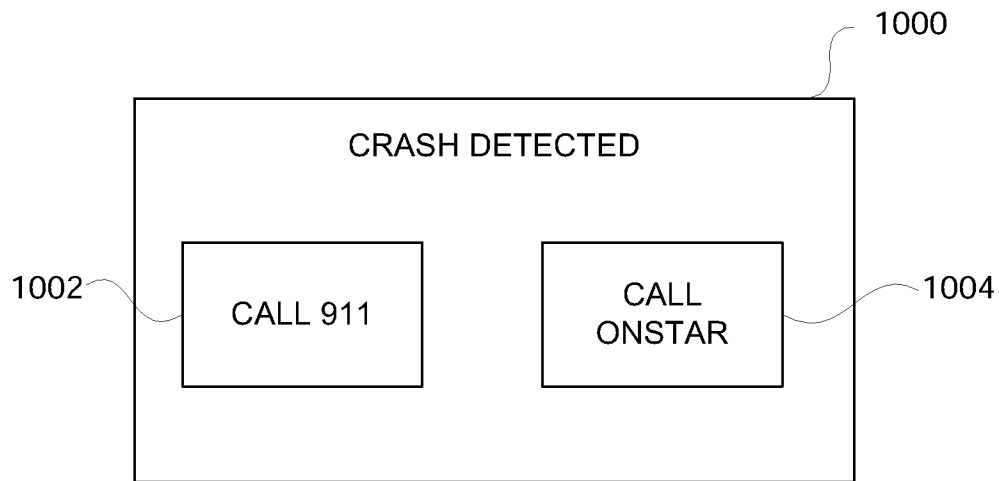 1000
CRASH DETECTED
1002
CALL 911
CALL
ONSTAR
1004